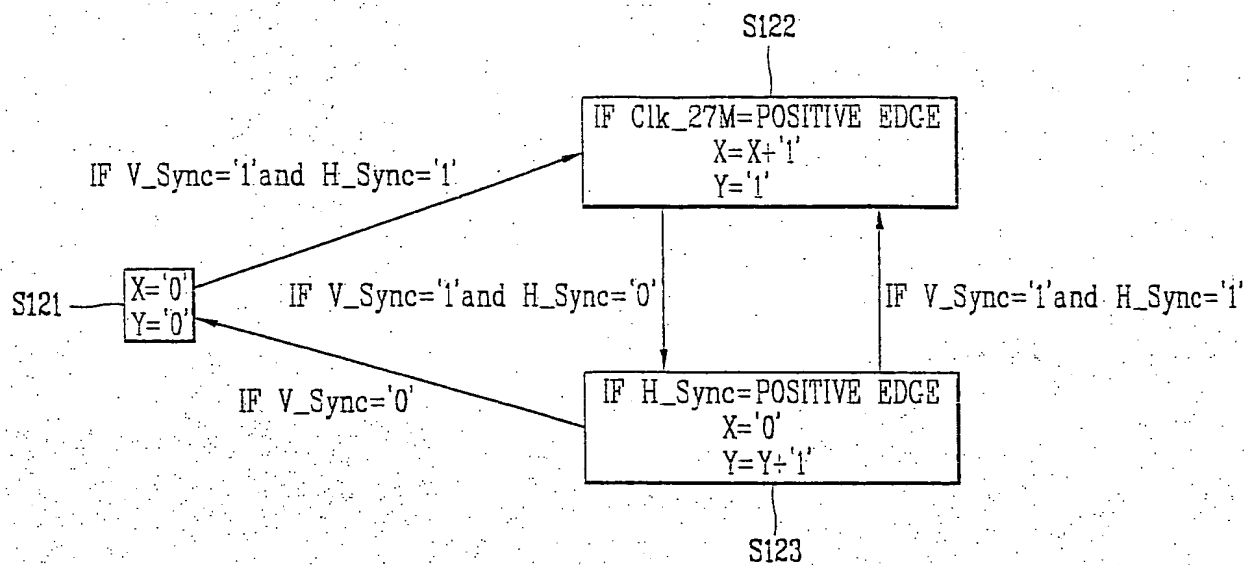 S122
IF Clk_27M=POSITIVE EDGE
X=X+'1'
Y='1'
IF V_Sync='1'and H_Sync='1'
S121
X='0'
Y='0'
IF V_Sync='1'and H_Sync='0'
IF V_Sync='1'and H_Sync='1'
IF V_Sync='0'
IF H_Sync=POSITIVE EDGE
X='0'
Y=Y+'1'
S123